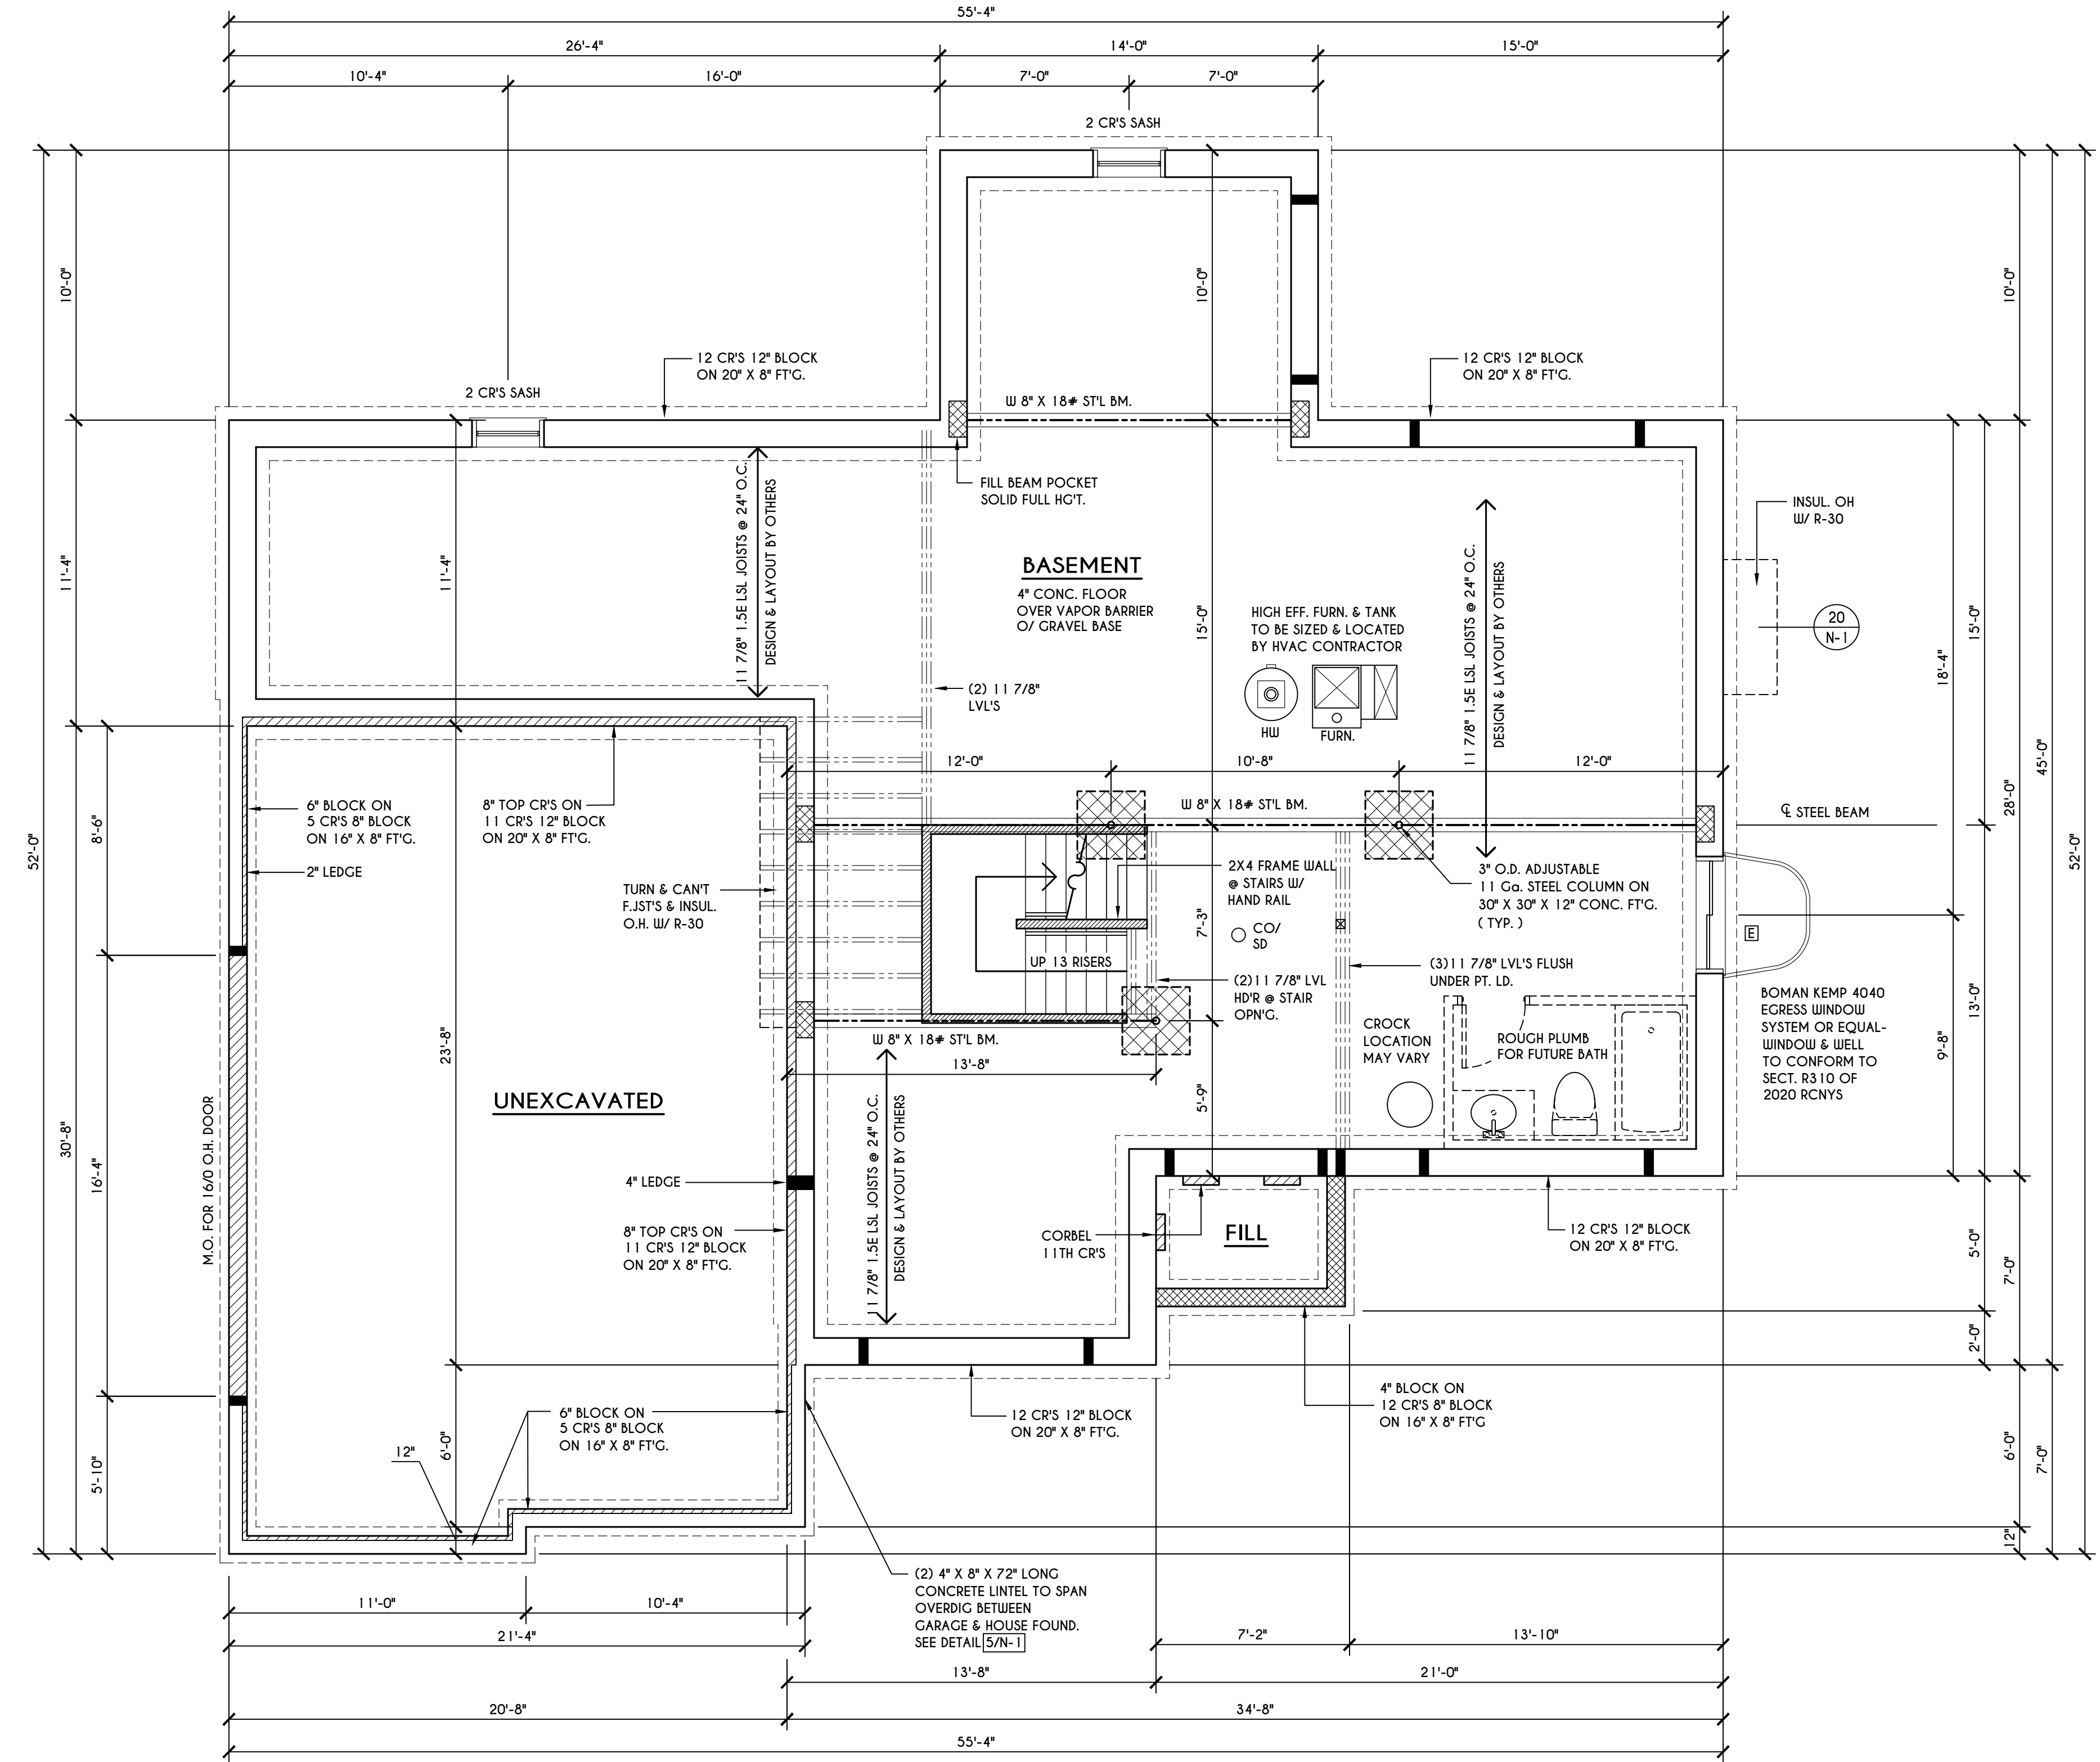 55'-4"
26'-4"
14'-0"
15'-0"
10'-4"
16'-0"
7'-0"
7'-0"
2 CR'S SASH
10'-0"
10'-0"
10'-0"
12 CR'S 12" BLOCK
ON 20" X 8" FT'G.
12 CR'S 12" BLOCK
ON 20" X 8" FT'G.
2 CR'S SASH
W 8" X 18# ST'L BM.
FILL BEAM POCKET
SOLID FULL HG'T.
INSUL. OH
W/ R-30
11 7/8" 1.5E LSL JOISTS @ 24" O.C.
DESIGN & LAYOUT BY OTHERS
11'-4"
11'-4"
BASEMENT
4" CONC. FLOOR
OVER VAPOR BARRIER
O/ GRAVEL BASE
15'-0"
HIGH EFF. FURN. & TANK
TO BE SIZED & LOCATED
BY HVAC CONTRACTOR
HW
FURN.
11 7/8" 1.5E LSL JOISTS @ 24" O.C.
DESIGN & LAYOUT BY OTHERS
20
N-1
15'-0"
18'-4"
(2) 11 7/8"
LVL'S
12'-0"
10'-8"
12'-0"
45'-0"
28'-0"
52'-0"
52'-0"
8'-6"
6" BLOCK ON
5 CR'S 8" BLOCK
ON 16" X 8" FT'G.
8" TOP CR'S ON
11 CR'S 12" BLOCK
ON 20" X 8" FT'G.
W 8" X 18# ST'L BM.
℄ STEEL BEAM
2" LEDGE
TURN & CAN'T
F.JST'S & INSUL.
O.H. W/ R-30
2X4 FRAME WALL
@ STAIRS W/
HAND RAIL
3" O.D. ADJUSTABLE
11 Ga. STEEL COLUMN ON
30" X 30" X 12" CONC. FT'G.
( TYP. )
7'-3"
CO/
SD
E
UP 13 RISERS
(2)11 7/8" LVL
HD'R @ STAIR
OPN'G.
(3)11 7/8" LVL'S FLUSH
UNDER PT. LD.
BOMAN KEMP 4040
EGRESS WINDOW
SYSTEM OR EQUAL-
WINDOW & WELL
TO CONFORM TO
SECT. R310 OF
2020 RCNYS
13'-0"
9'-8"
23'-8"
W 8" X 18# ST'L BM.
13'-8"
CROCK
LOCATION
MAY VARY
ROUGH PLUMB
FOR FUTURE BATH
5'-9"
UNEXCAVATED
M.O. FOR 16/0 O.H. DOOR
30'-8"
16'-4"
11 7/8" 1.5E LSL JOISTS @ 24" O.C.
DESIGN & LAYOUT BY OTHERS
4" LEDGE
8" TOP CR'S ON
11 CR'S 12" BLOCK
ON 20" X 8" FT'G.
CORBEL
11TH CR'S
FILL
12 CR'S 12" BLOCK
ON 20" X 8" FT'G.
5'-0"
7'-0"
2'-0"
4" BLOCK ON
12 CR'S 8" BLOCK
ON 16" X 8" FT'G
12 CR'S 12" BLOCK
ON 20" X 8" FT'G.
6" BLOCK ON
5 CR'S 8" BLOCK
ON 16" X 8" FT'G.
12"
6'-0"
5'-10"
6'-0"
7'-0"
12"
(2) 4" X 8" X 72" LONG
CONCRETE LINTEL TO SPAN
OVERDIG BETWEEN
GARAGE & HOUSE FOUND.
SEE DETAIL 5/N-1
11'-0"
10'-4"
21'-4"
7'-2"
13'-10"
13'-8"
21'-0"
20'-8"
34'-8"
55'-4"